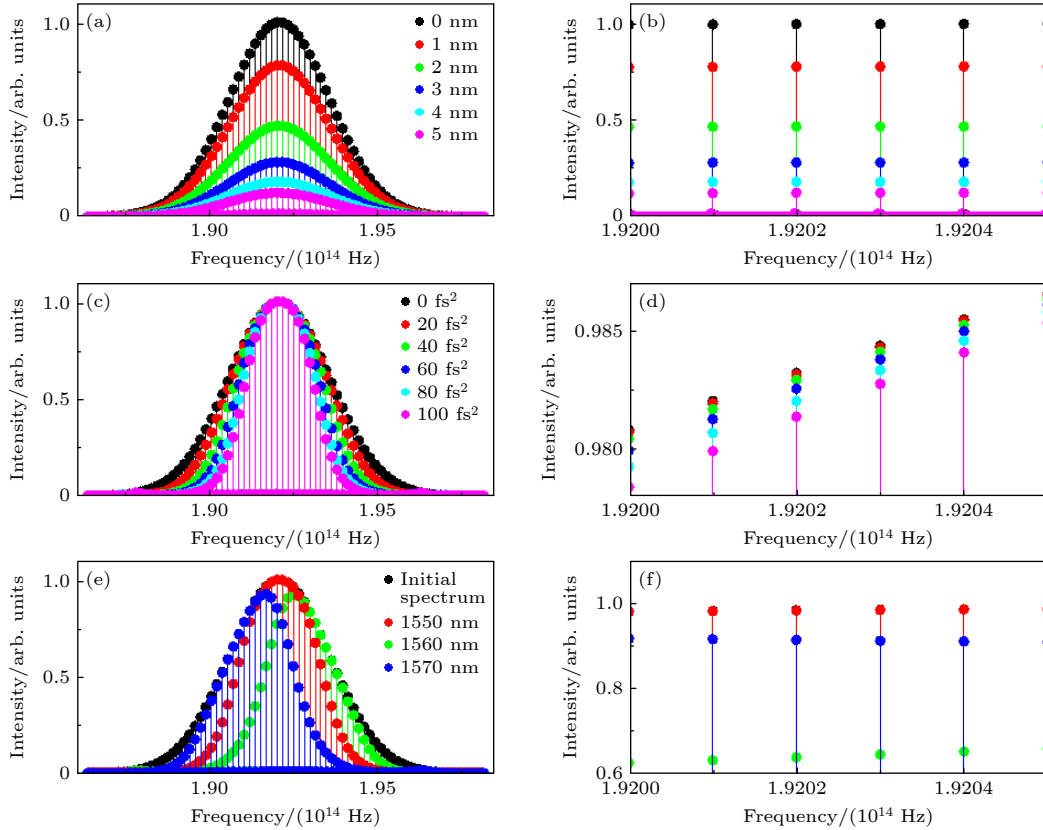 (a)
1.0
0.5
0
Intensity/arb. units
0 nm
1 nm
2 nm
3 nm
4 nm
5 nm
1.90
1.95
Frequency/(10¹⁴ Hz)
(b)
1.0
0.5
0
Intensity/arb. units
1.9200
1.9202
1.9204
Frequency/(10¹⁴ Hz)
(c)
1.0
0.5
0
Intensity/arb. units
0 fs²
20 fs²
40 fs²
60 fs²
80 fs²
100 fs²
1.90
1.95
Frequency/(10¹⁴ Hz)
(d)
0.985
0.980
Intensity/arb. units
1.9200
1.9202
1.9204
Frequency/(10¹⁴ Hz)
(e)
1.0
0.5
0
Intensity/arb. units
Initial
spectrum
1550 nm
1560 nm
1570 nm
1.90
1.95
Frequency/(10¹⁴ Hz)
(f)
1.0
0.8
0.6
Intensity/arb. units
1.9200
1.9202
1.9204
Frequency/(10¹⁴ Hz)